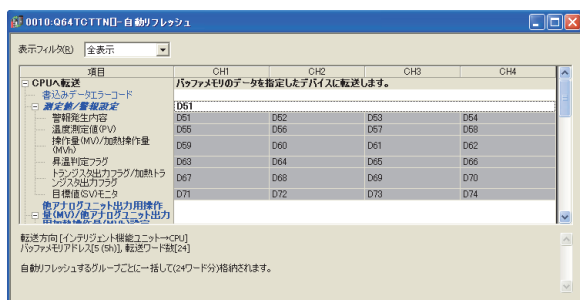 0010:Q64TCTTN[]-自動リフレッシュ
表示フィルタ(R) 全表示
項目 CH1 CH2 CH3 CH4
CPUへ転送 バッファメモリのデータを指定したデバイスに転送します。
書込みデータエラーコード
測定値/警報設定 D51
警報発生内容 D51 D52 D53 D54
温度測定値(PV) D55 D56 D57 D58
操作量(MV)/加熱操作量(MVh) D59 D60 D61 D62
昇温判定フラグ D63 D64 D65 D66
トランジスタ出力フラグ/加熱トランジスタ出力フラグ D67 D68 D69 D70
目標値(SV)モニタ D71 D72 D73 D74
他アナログユニット出力用操作
量(MV)/他アナログユニット出力
転送方向[インテリジェント機能ユニット→CPU]
バッファメモリアドレス[5 (5h)], 転送ワード数[24]
自動リフレッシュするグループごとに一括して(24ワード分)格納されます。